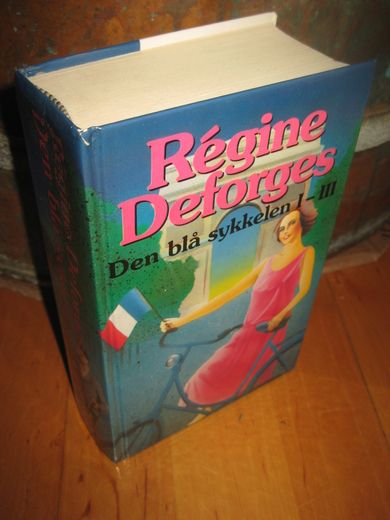 Régine
Deforges
Den blå sykkelen I-III